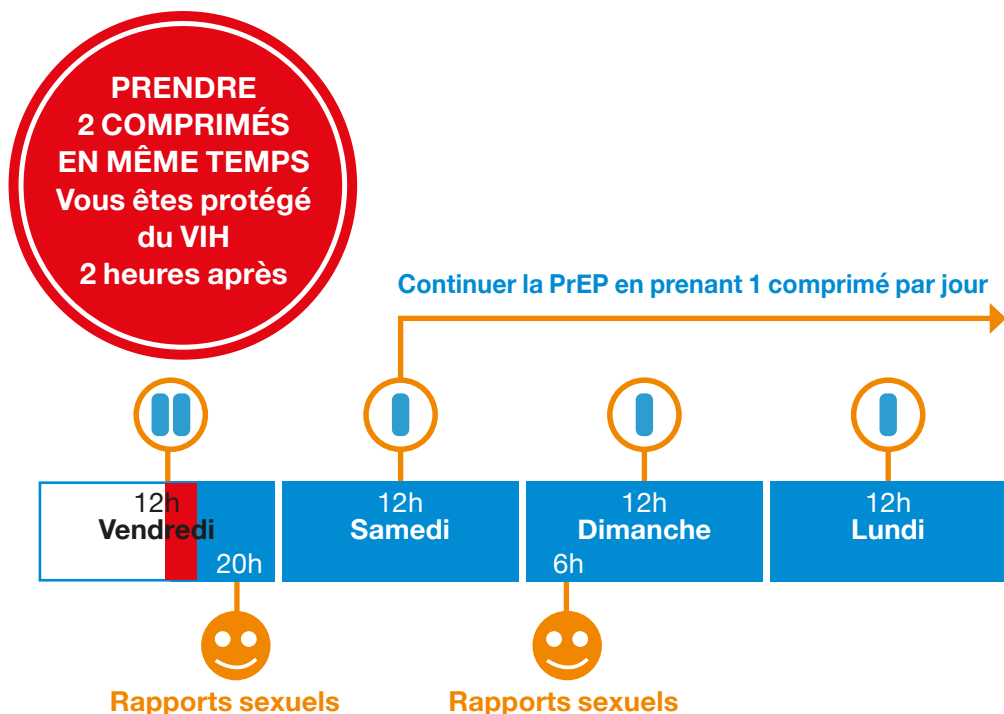 PRENDRE
2 COMPRIMÉS
EN MÊME TEMPS
Vous êtes protégé
du VIH
2 heures après
Continuer la PrEP en prenant 1 comprimé par jour
12h
Vendredi
20h
12h
Samedi
12h
Dimanche
6h
12h
Lundi
Rapports sexuels
Rapports sexuels